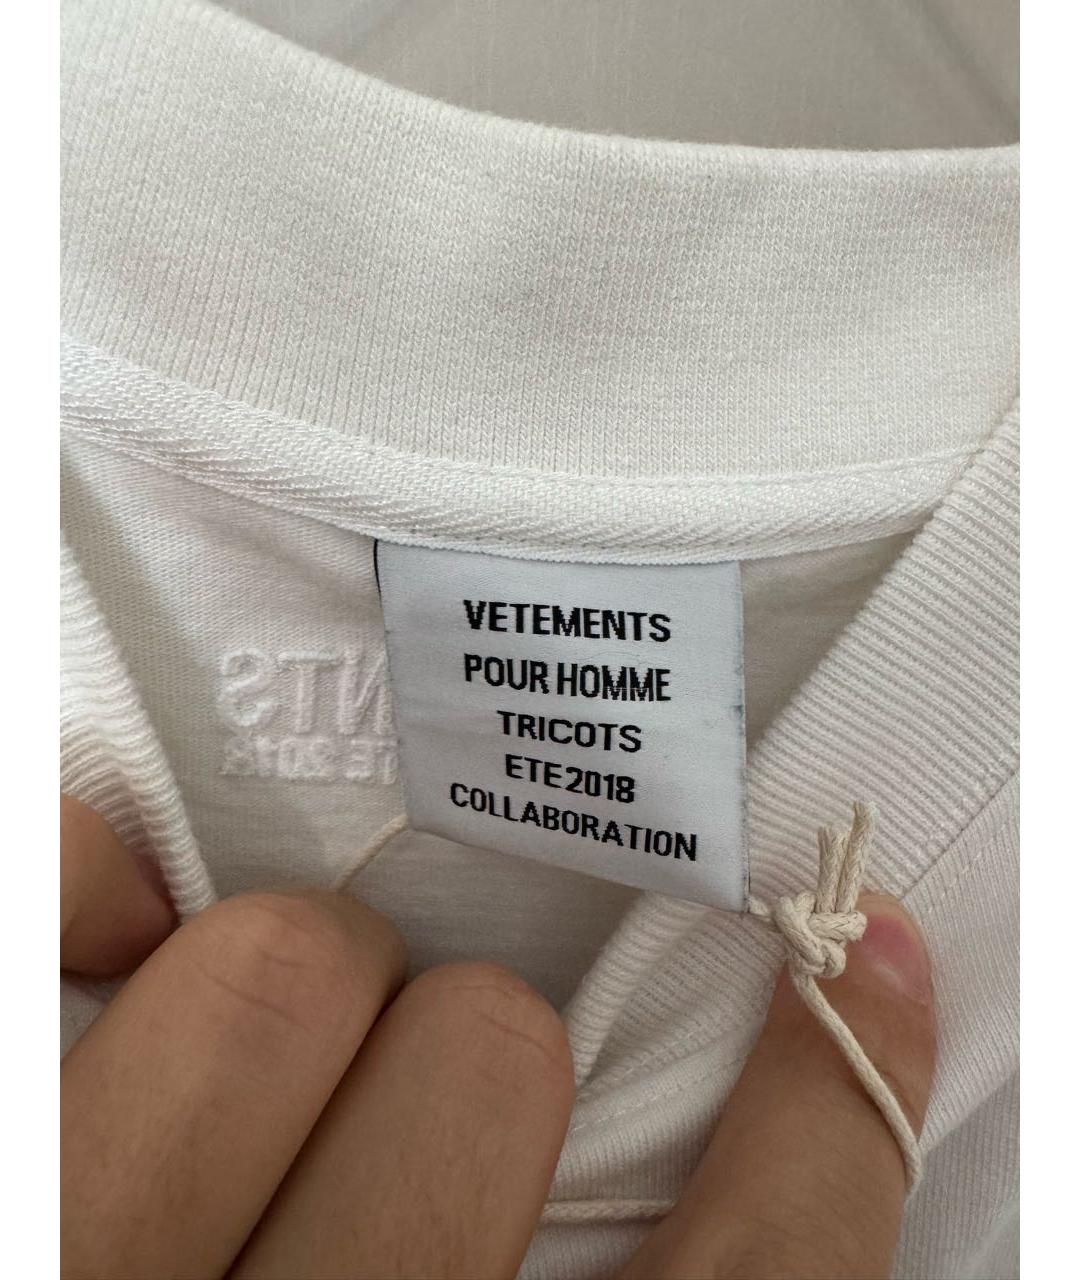 VETEMENTS
POUR HOMME
TRICOTS
ETE2018
COLLABORATION